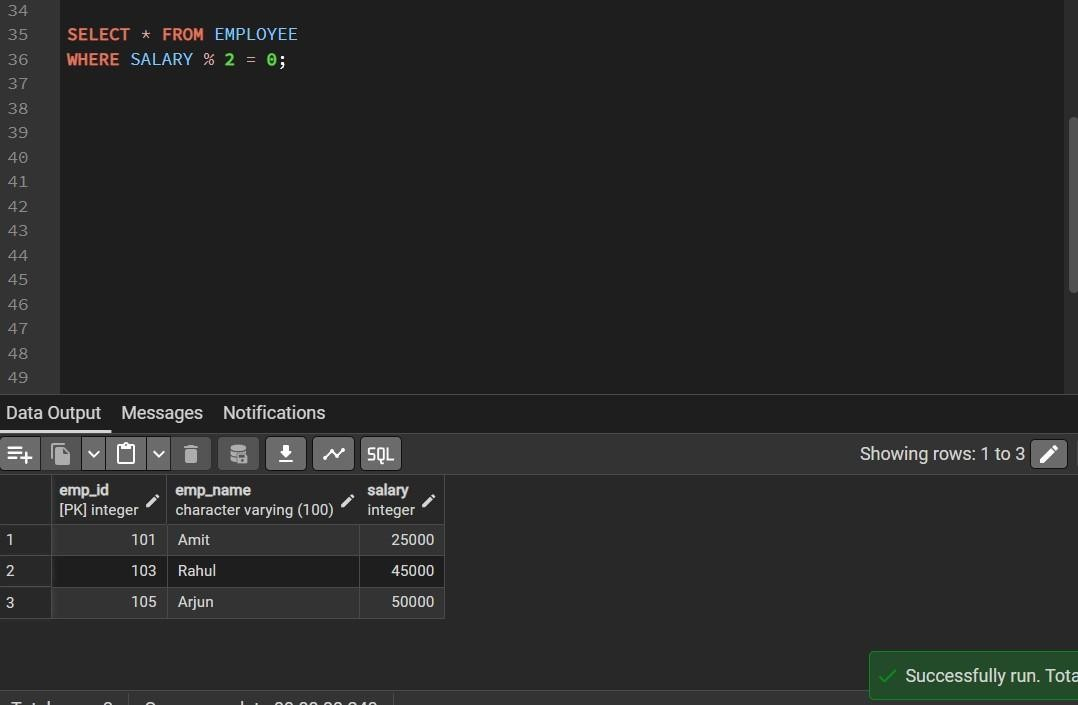 34
35 SELECT * FROM EMPLOYEE
36 WHERE SALARY % 2 = 0;
37
38
39
40
41
42
43
44
45
46
47
48
49
Data Output Messages Notifications
SQL Showing rows: 1 to 3
emp_id emp_name salary
[PK] integer character varying (100) integer
1 101 Amit 25000
2 103 Rahul 45000
3 105 Arjun 50000
Successfully run. Tota